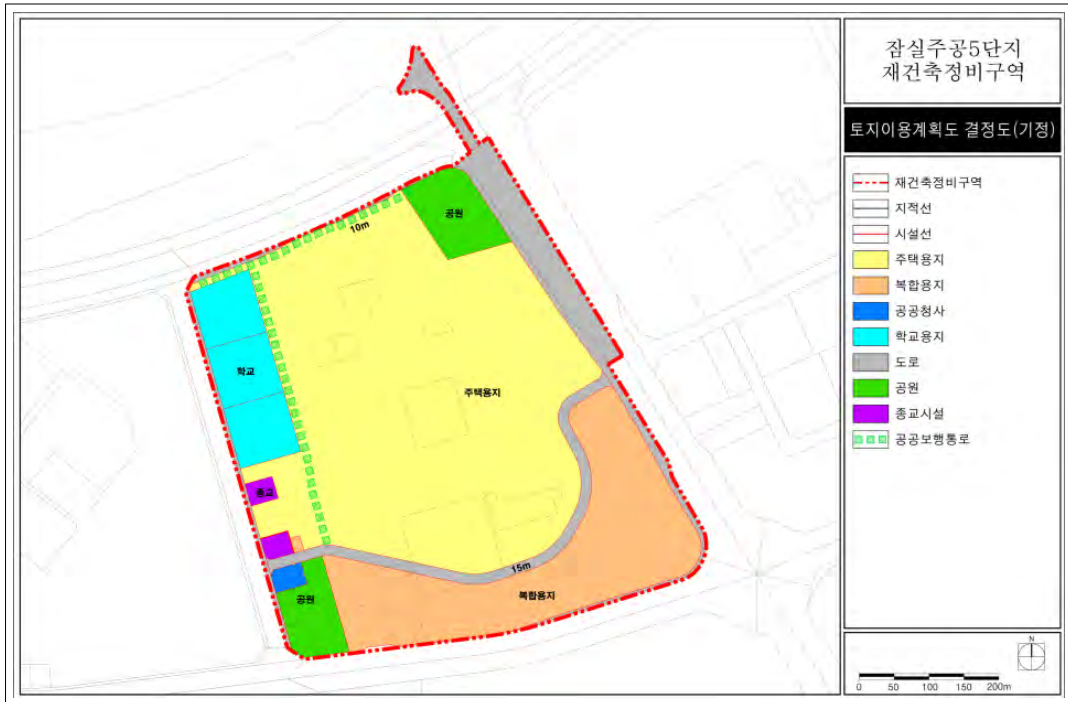 잠실주공5단지
재건축정비구역
토지이용계획도 결정도(기정)
재건축정비구역
지적선
시설선
주택용지
복합용지
공공청사
학교용지
도로
공원
종교시설
공공보행통로
공원
10m
학교
주택용지
종교
15m
복합용지
공원
N
0 50 100 150 200m